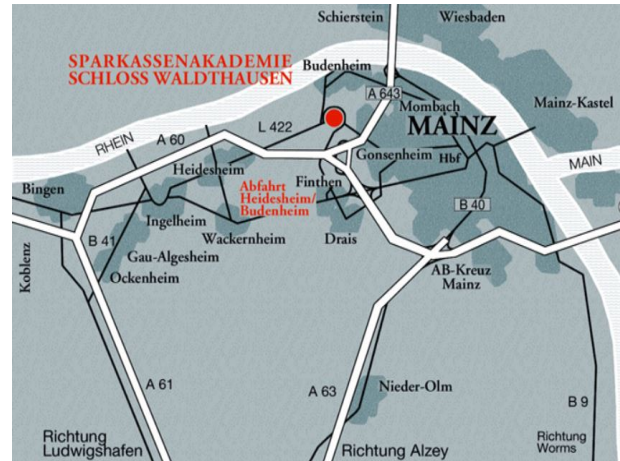 Schierstein
Wiesbaden
SPARKASSENAKADEMIE
SCHLOSS WALDTHAUSEN
Budenheim
A 643
Mombach
Mainz-Kastel
L 422
MAINZ
RHEIN
A 60
Gonsenheim
Hbf
MAIN
Heidesheim
Finthen
Bingen
Abfahrt
Heidesheim/
Budenheim
B 40
Ingelheim
Wackernheim
Drais
B 41
Koblenz
Gau-Algesheim
Ockenheim
AB-Kreuz
Mainz
A 61
A 63
Nieder-Olm
B 9
Richtung
Ludwigshafen
Richtung Alzey
Richtung
Worms